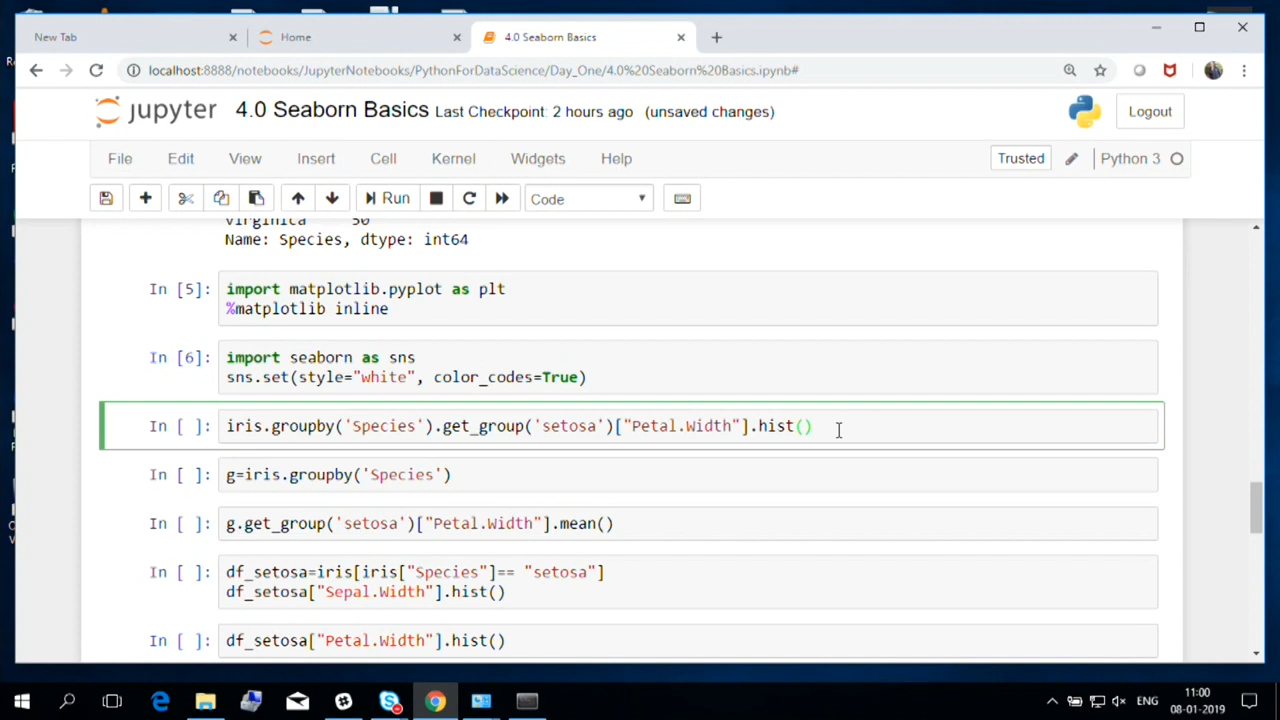 New Tab
Home
4.0 Seaborn Basics
localhost:8888/notebooks/JupyterNotebooks/PythonForDataScience/Day_One/4.0%20Seaborn%20Basics.ipynb#
jupyter 4.0 Seaborn Basics Last Checkpoint: 2 hours ago (unsaved changes)
Logout
File Edit View Insert Cell Kernel Widgets Help
Trusted
Python 3
Run
Code
virginica 50
Name: Species, dtype: int64
In [5]: import matplotlib.pyplot as plt
%matplotlib inline
In [6]: import seaborn as sns
sns.set(style="white", color_codes=True)
In [ ]: iris.groupby('Species').get_group('setosa')["Petal.Width"].hist()
In [ ]: g=iris.groupby('Species')
In [ ]: g.get_group('setosa')["Petal.Width"].mean()
In [ ]: df_setosa=iris[iris["Species"]== "setosa"]
df_setosa["Sepal.Width"].hist()
In [ ]: df_setosa["Petal.Width"].hist()
ENG
11:00
08-01-2019